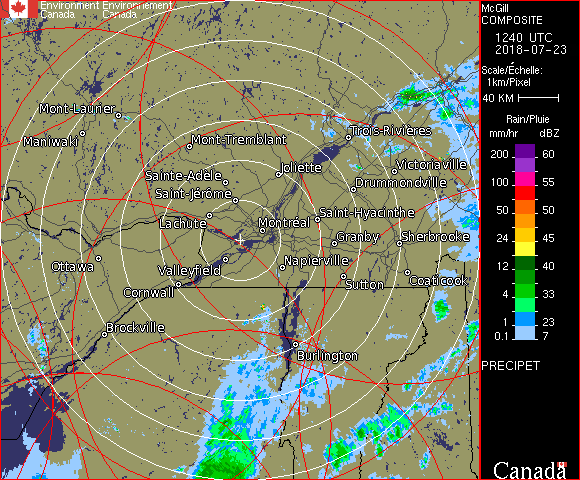 Environment Environnement
Canada Canada
McGill
COMPOSITE
1240 UTC
2018-07-23
Scale/Échelle:
1km/Pixel
40 KM
Rain/Pluie
mm/hr dBZ
200 60
100 55
50 50
24 45
12 40
4 33
1 23
0.1 7
PRECIPET
Mont-Laurier
Maniwaki
Mont-Tremblant
Trois-Rivières
Sainte-Adèle
Joliette
Victoriaville
Saint-Jérôme
Drummondville
Lachute
Montréal
Saint-Hyacinthe
Granby
Sherbrooke
Ottawa
Valleyfield
Napierville
Cornwall
Sutton
Coaticook
Brockville
Burlington
Canada